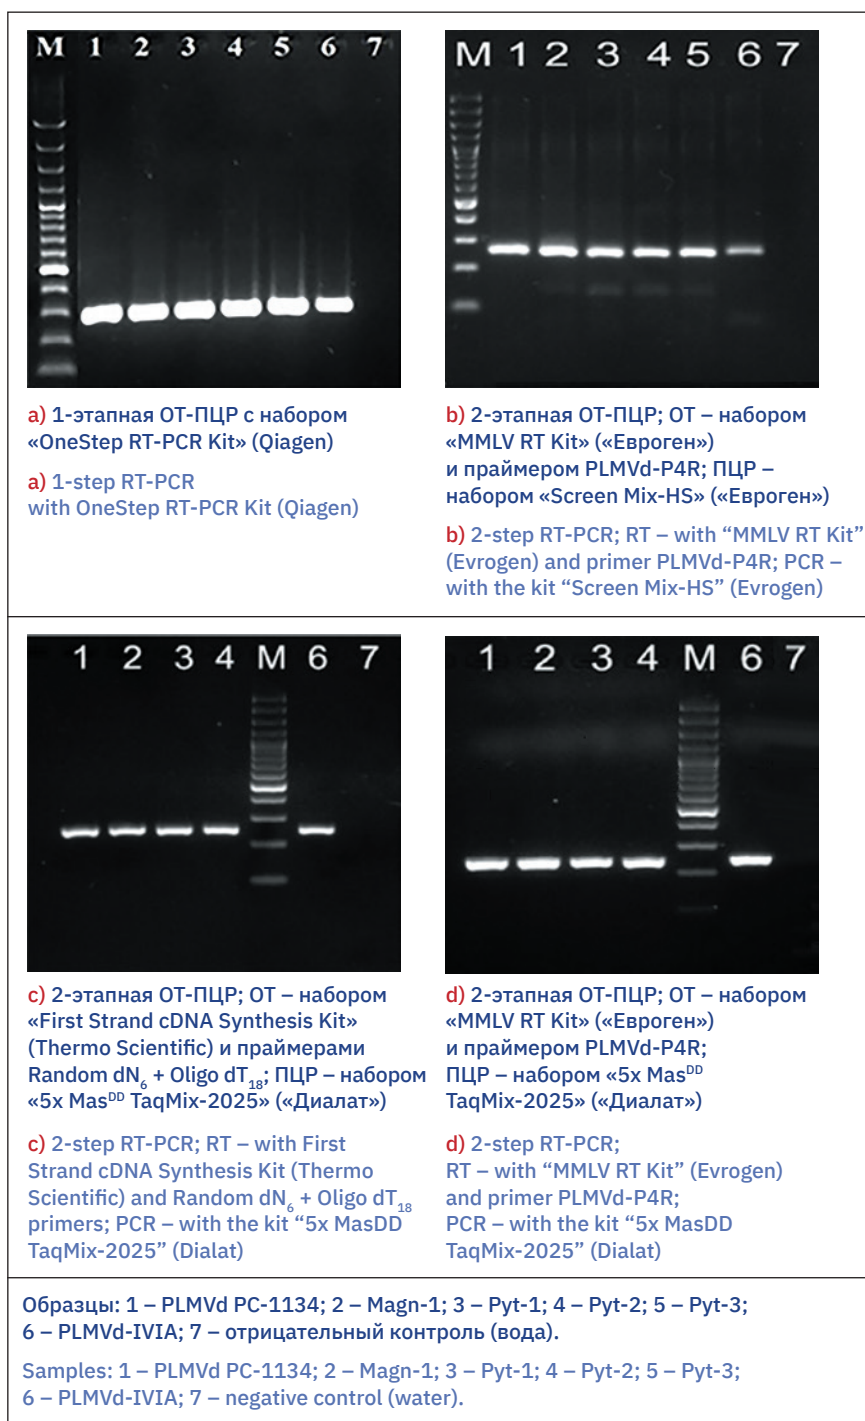 M 1 2 3 4 5 6 7
M 1 2 3 4 5 6 7
a) 1-этапная ОТ-ПЦР с набором
«OneStep RT-PCR Kit» (Qiagen)
a) 1-step RT-PCR
with OneStep RT-PCR Kit (Qiagen)
b) 2-этапная ОТ-ПЦР; ОТ – набором
«MMLV RT Kit» («Евроген»)
и праймером PLMVd-P4R; ПЦР –
набором «Screen Mix-HS» («Евроген»)
b) 2-step RT-PCR; RT – with “MMLV RT Kit”
(Evrogen) and primer PLMVd-P4R; PCR –
with the kit “Screen Mix-HS” (Evrogen)
1 2 3 4 M 6 7
1 2 3 4 M 6 7
c) 2-этапная ОТ-ПЦР; ОТ – набором
«First Strand cDNA Synthesis Kit»
(Thermo Scientific) и праймерами
Random dN₆ + Oligo dT₁₈; ПЦР – набором
«5x Masᴰᴰ TaqMix-2025» («Диалат»)
c) 2-step RT-PCR; RT – with First
Strand cDNA Synthesis Kit (Thermo
Scientific) and Random dN₆ + Oligo dT₁₈
primers; PCR – with the kit “5x MasDD
TaqMix-2025” (Dialat)
d) 2-этапная ОТ-ПЦР; ОТ – набором
«MMLV RT Kit» («Евроген»)
и праймером PLMVd-P4R;
ПЦР – набором «5x Masᴰᴰ
TaqMix-2025» («Диалат»)
d) 2-step RT-PCR;
RT – with “MMLV RT Kit” (Evrogen)
and primer PLMVd-P4R;
PCR – with the kit “5x MasDD
TaqMix-2025” (Dialat)
Образцы: 1 – PLMVd PC-1134; 2 – Magn-1; 3 – Pyt-1; 4 – Pyt-2; 5 – Pyt-3;
6 – PLMVd-IVIA; 7 – отрицательный контроль (вода).
Samples: 1 – PLMVd PC-1134; 2 – Magn-1; 3 – Pyt-1; 4 – Pyt-2; 5 – Pyt-3;
6 – PLMVd-IVIA; 7 – negative control (water).